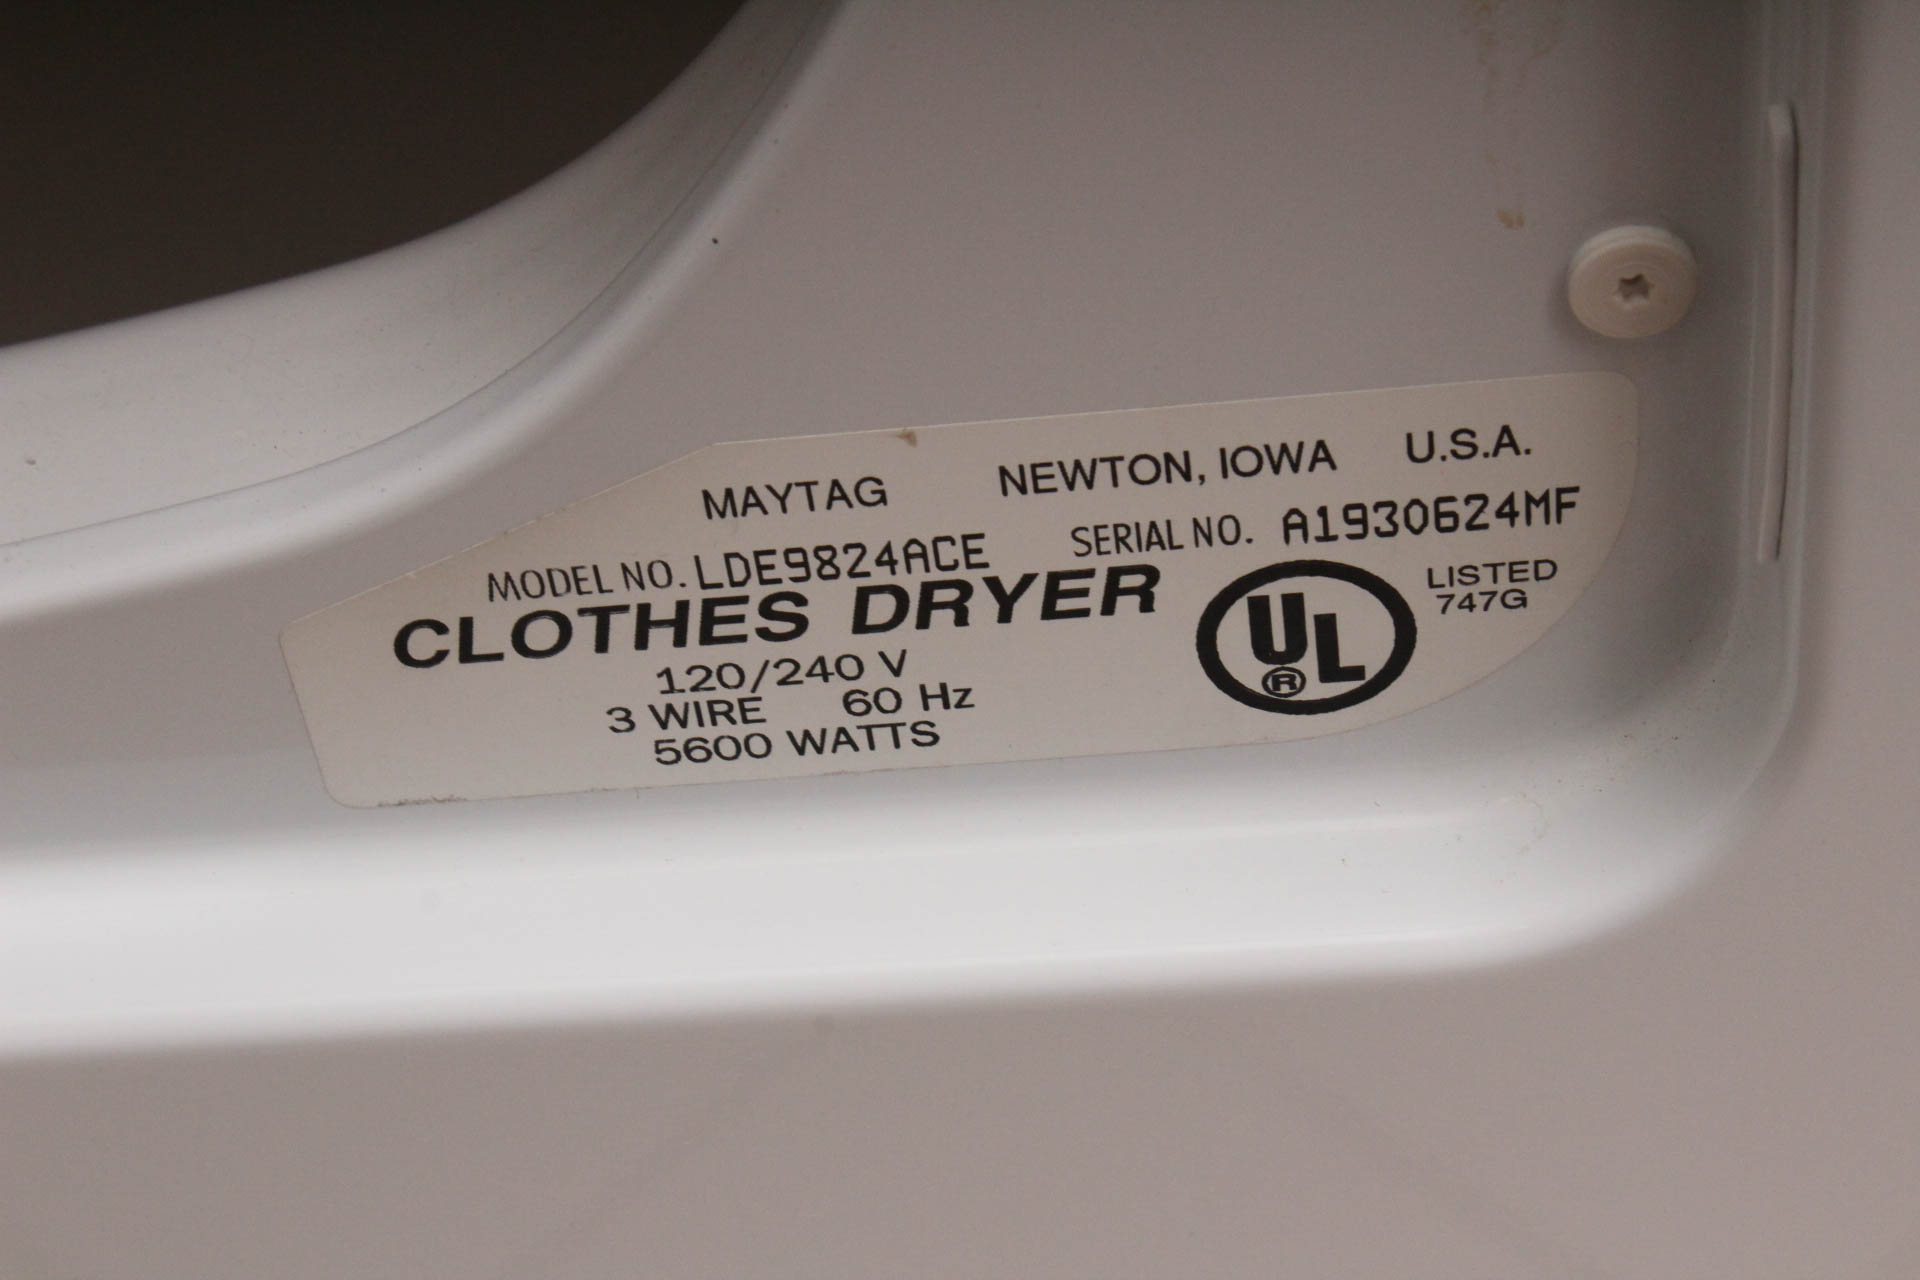 MAYTAG NEWTON, IOWA U.S.A.
MODEL NO. LDE9824ACE SERIAL NO. A1930624MF
CLOTHES DRYER
120/240 V
3 WIRE 60 Hz
5600 WATTS
UL ®
LISTED
747G